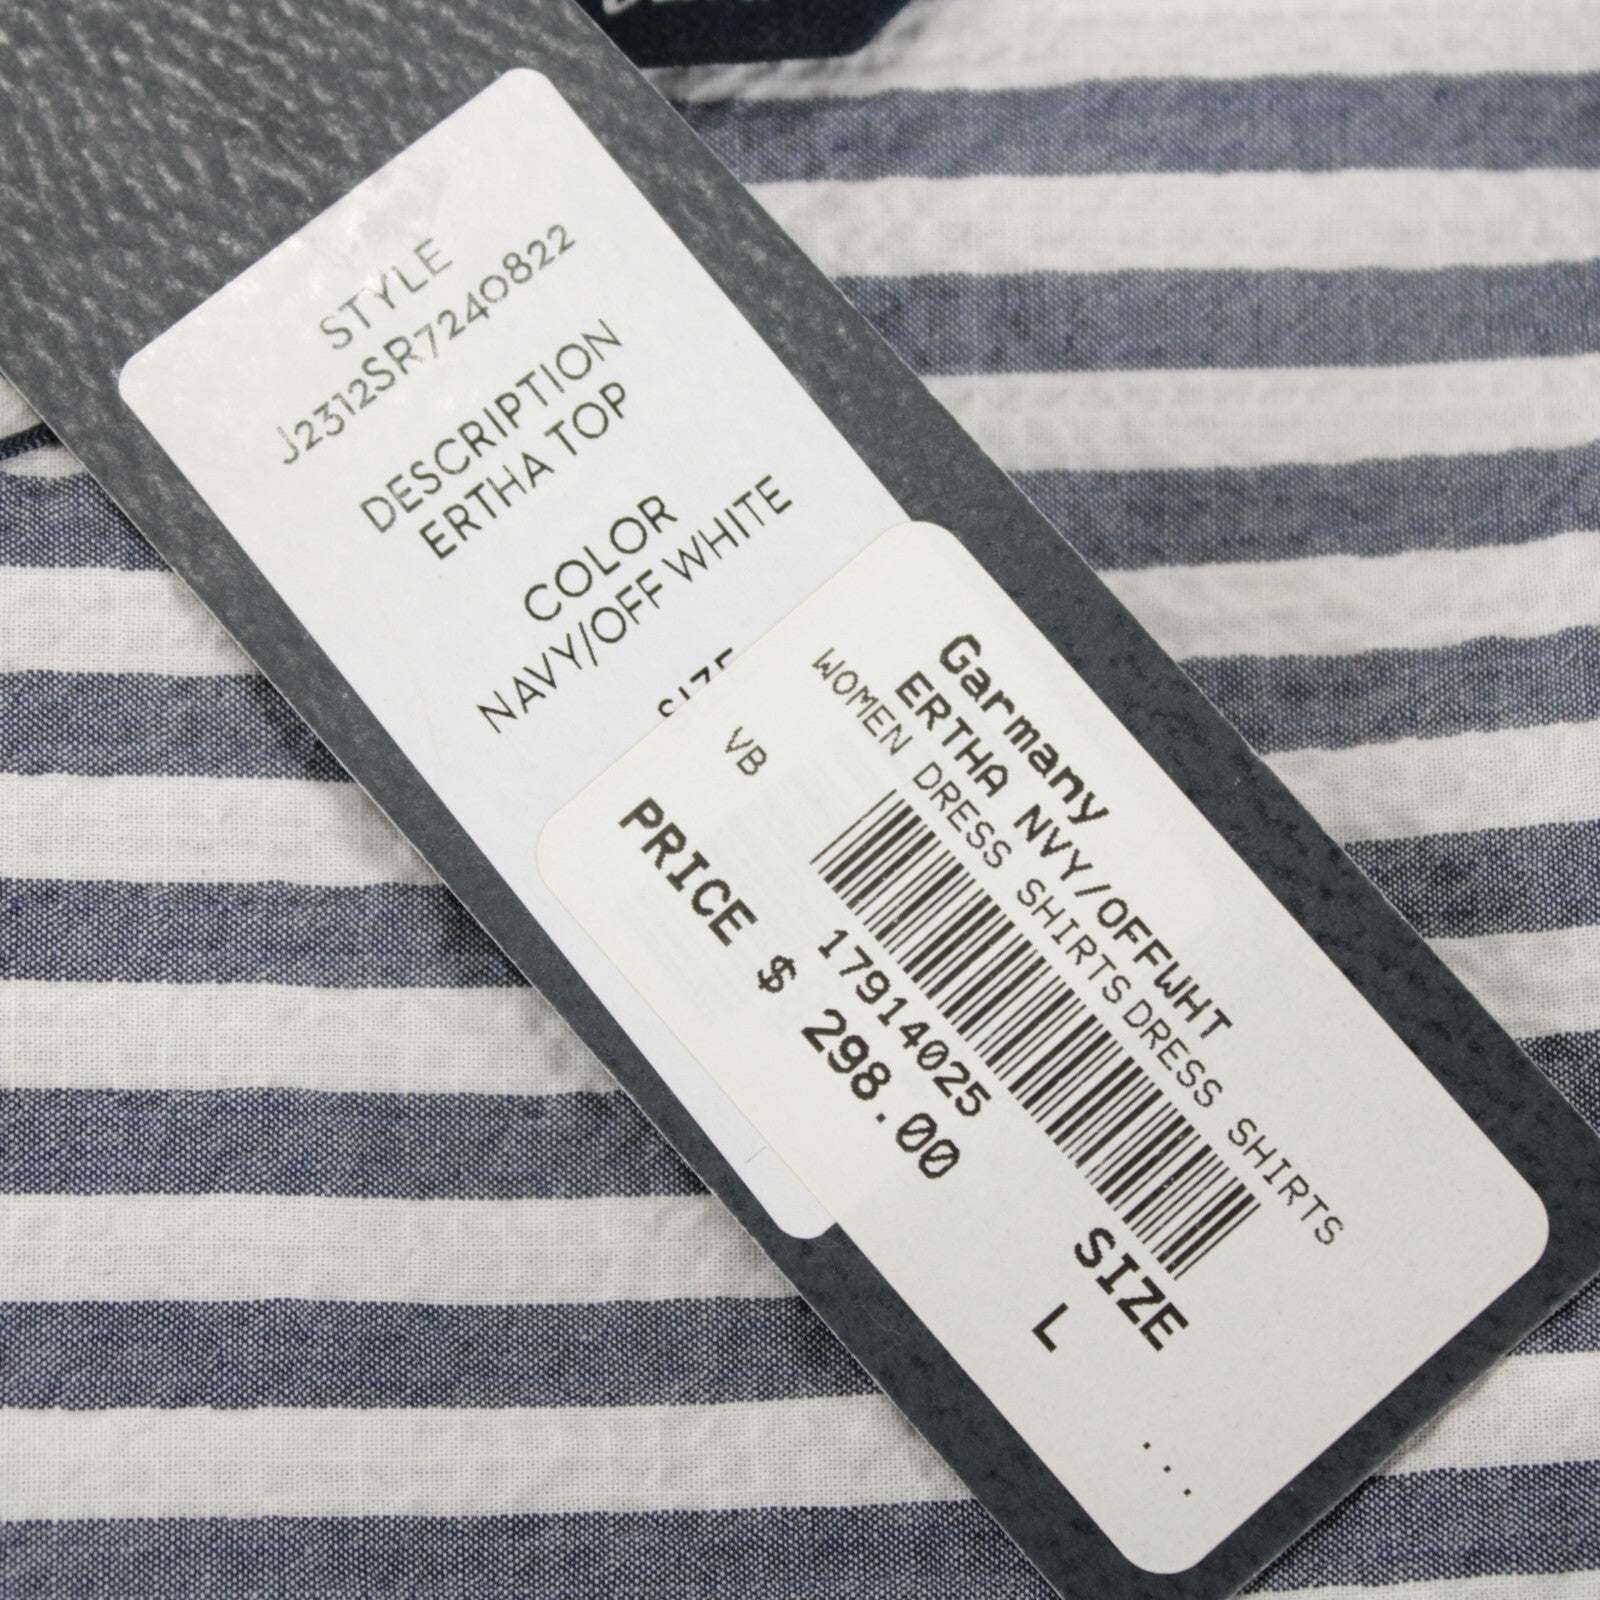 STYLE
J2312SR7240822
DESCRIPTION
ERTHA TOP
COLOR
NAVY/OFF WHITE
SIZE
Garmany
ERTHA NVY/OFFWHT
WOMEN DRESS SHIRTS DRESS SHIRTS
VB
17914025
PRICE $ 298.00
SIZE
L
...